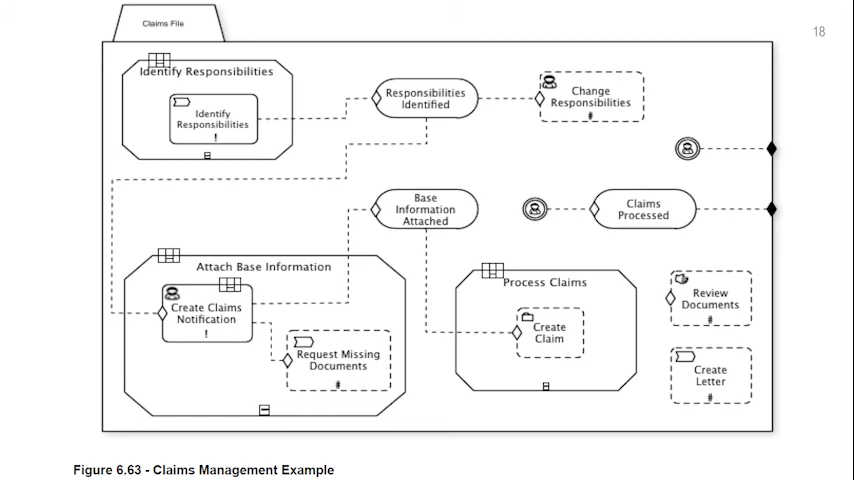 Claims File
18
Identify Responsibilities
Identify
Responsibilities
!
Responsibilities
Identified
Change
Responsibilities
#
Base
Information
Attached
Claims
Processed
Attach Base Information
Create Claims
Notification
!
Request Missing
Documents
#
Process Claims
Create
Claim
Review
Documents
#
Create
Letter
#
Figure 6.63 - Claims Management Example